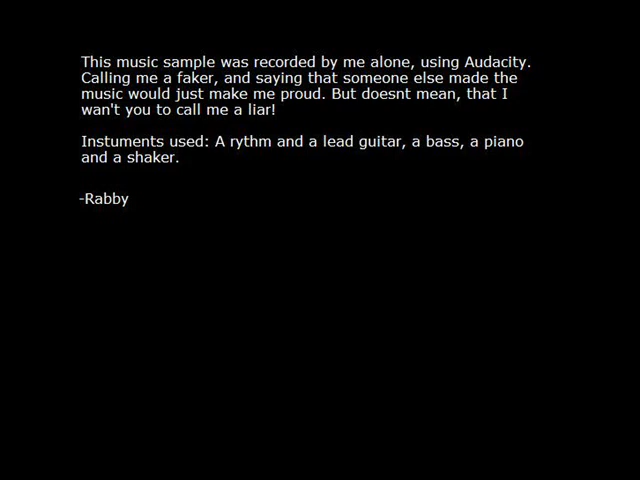 This music sample was recorded by me alone, using Audacity.
Calling me a faker, and saying that someone else made the
music would just make me proud. But doesnt mean, that I
wan't you to call me a liar!
Instuments used: A rythm and a lead guitar, a bass, a piano
and a shaker.
-Rabby